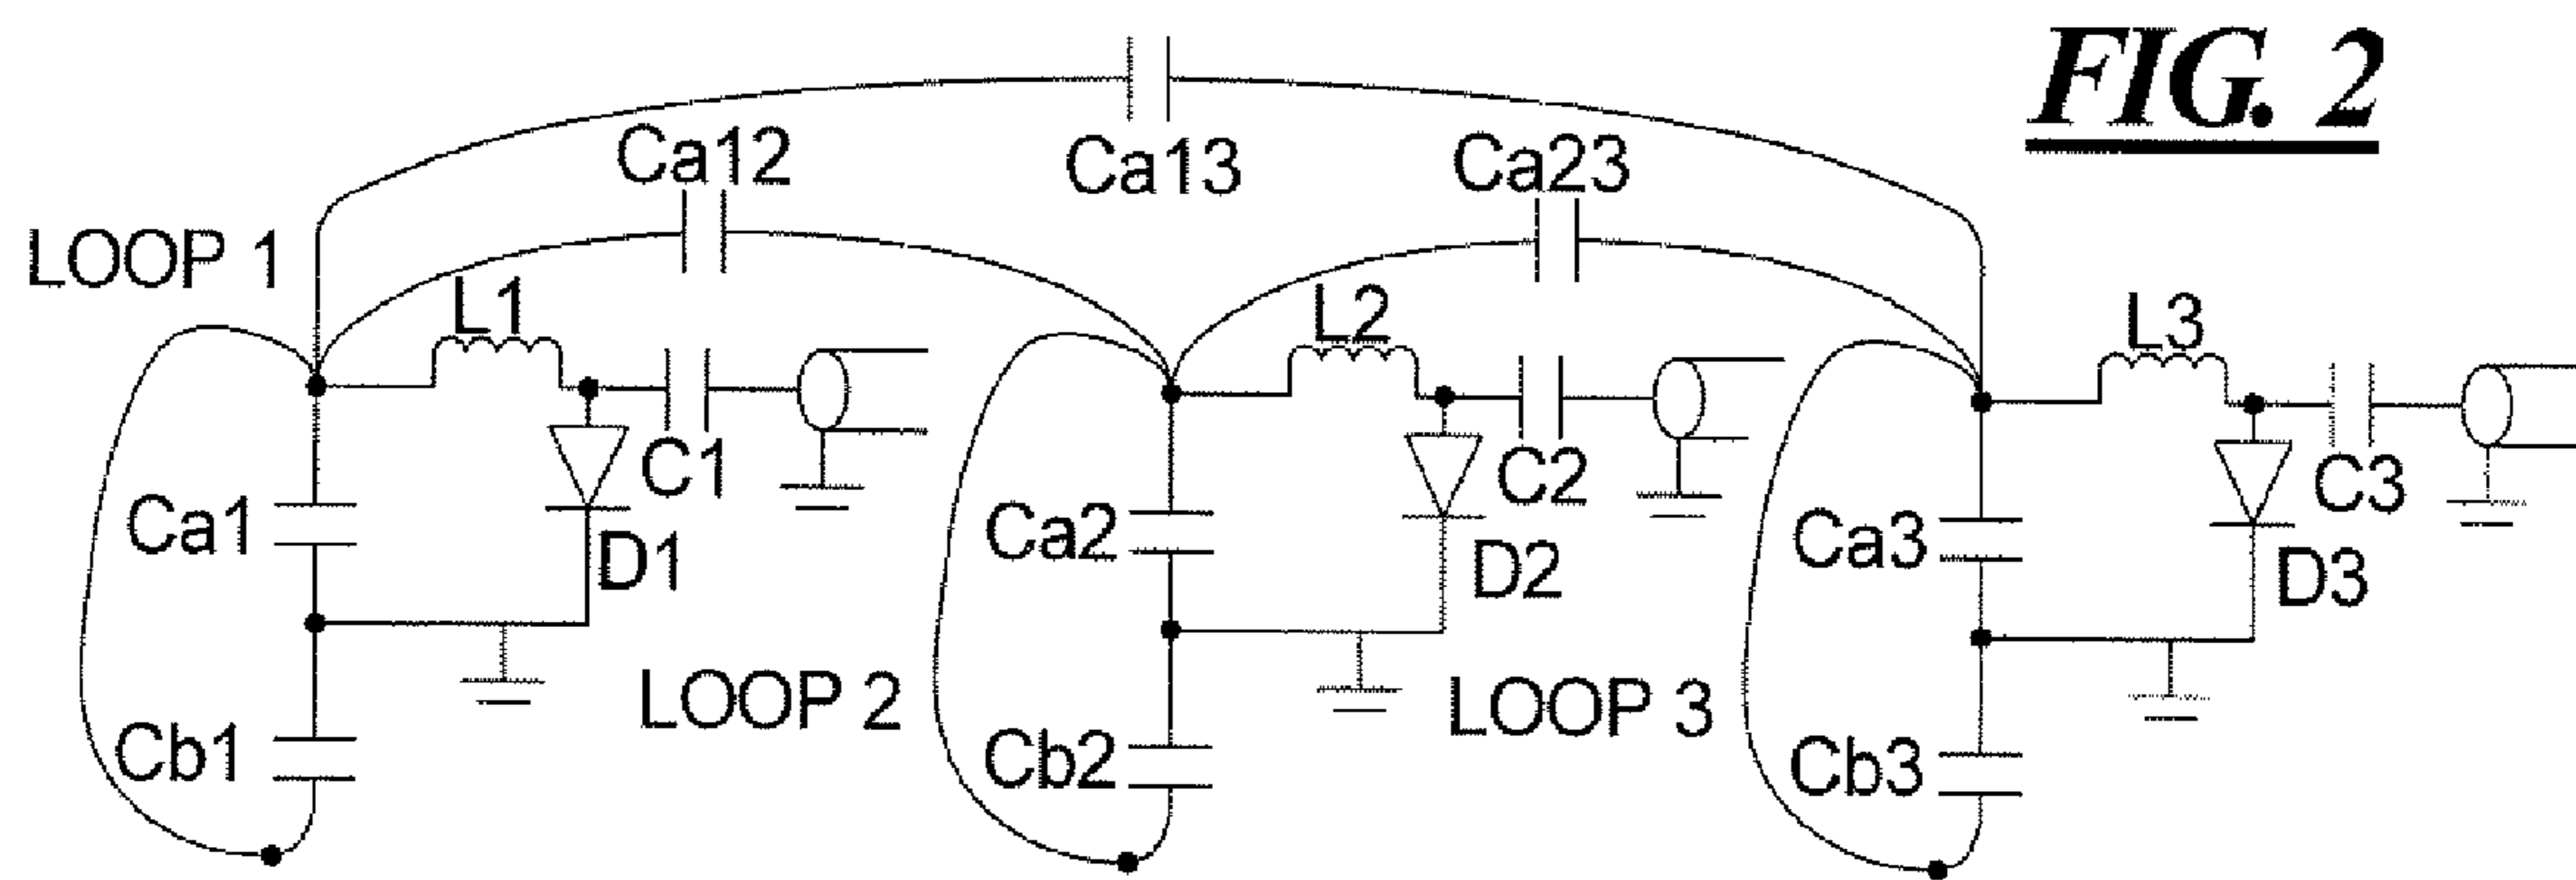 FIG. 2
Ca12
Ca13
Ca23
LOOP 1
L1
L2
L3
C1
C2
C3
Ca1
D1
Ca2
D2
Ca3
D3
LOOP 2
LOOP 3
Cb1
Cb2
Cb3